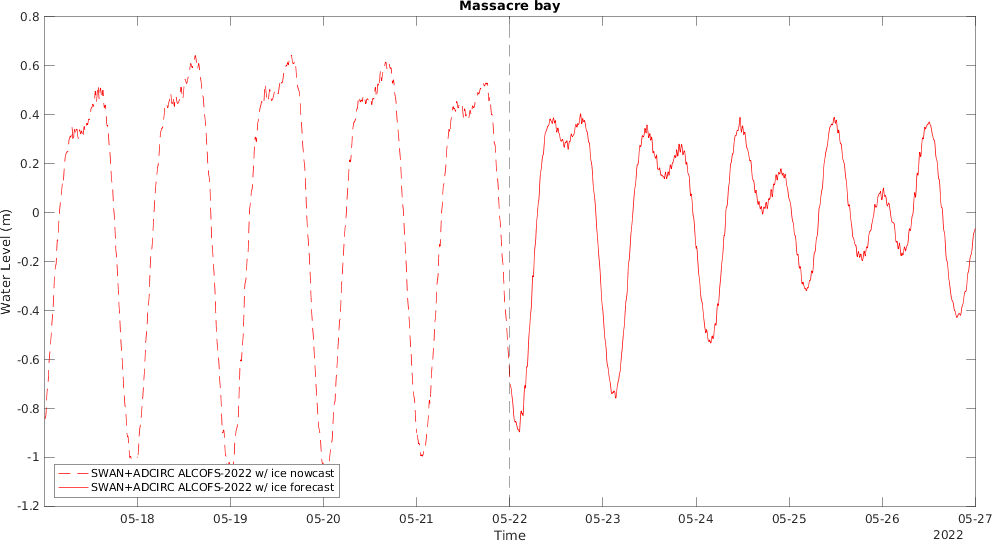 Massacre bay
Water Level (m)
0.8
0.6
0.4
0.2
0
-0.2
-0.4
-0.6
-0.8
-1
-1.2
SWAN+ADCIRC ALCOFS-2022 w/ ice nowcast
SWAN+ADCIRC ALCOFS-2022 w/ ice forecast
05-18 05-19 05-20 05-21 05-22 05-23 05-24 05-25 05-26 05-27
Time
2022